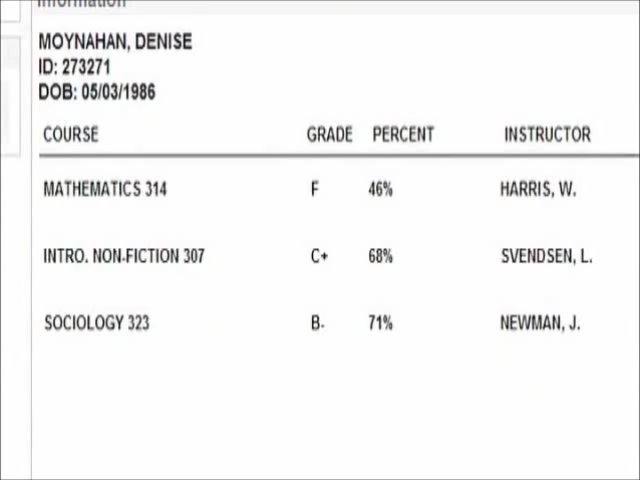 Information
MOYNAHAN, DENISE
ID: 273271
DOB: 05/03/1986
COURSE GRADE PERCENT INSTRUCTOR
MATHEMATICS 314 F 46% HARRIS, W.
INTRO. NON-FICTION 307 C+ 68% SVENDSEN, L.
SOCIOLOGY 323 B- 71% NEWMAN, J.